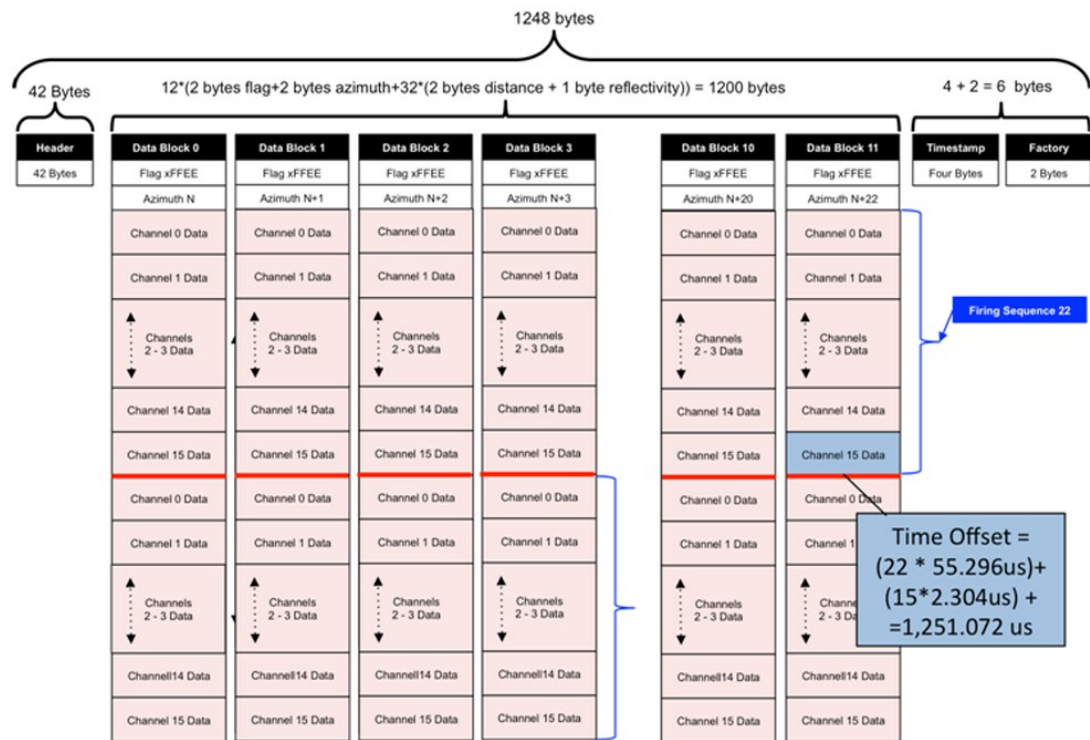 1248 bytes
42 Bytes
12*(2 bytes flag+2 bytes azimuth+32*(2 bytes distance + 1 byte reflectivity)) = 1200 bytes
4 + 2 = 6 bytes
Header
42 Bytes
Data Block 0
Flag xFFEE
Azimuth N
Channel 0 Data
Channel 1 Data
Channels
2 - 3 Data
Channel 14 Data
Channel 15 Data
Channel 0 Data
Channel 1 Data
Channels
2 - 3 Data
Channell14 Data
Channel 15 Data
Data Block 1
Flag xFFEE
Azimuth N+1
Channel 0 Data
Channel 1 Data
Channels
2 - 3 Data
Channel 14 Data
Channel 15 Data
Channel 0 Data
Channel 1 Data
Channels
2 - 3 Data
Channell14 Data
Channel 15 Data
Data Block 2
Flag xFFEE
Azimuth N+2
Channel 0 Data
Channel 1 Data
Channels
2 - 3 Data
Channel 14 Data
Channel 15 Data
Channel 0 Data
Channel 1 Data
Channels
2 - 3 Data
Channell14 Data
Channel 15 Data
Data Block 3
Flag xFFEE
Azimuth N+3
Channel 0 Data
Channel 1 Data
Channels
2 - 3 Data
Channel 14 Data
Channel 15 Data
Channel 0 Data
Channel 1 Data
Channels
2 - 3 Data
Channell14 Data
Channel 15 Data
Data Block 10
Flag xFFEE
Azimuth N+20
Channel 0 Data
Channel 1 Data
Channels
2 - 3 Data
Channel 14 Data
Channel 15 Data
Channel 0 Data
Channel 1 Data
Channels
2 - 3 Data
Channell14 Data
Channel 15 Data
Data Block 11
Flag xFFEE
Azimuth N+22
Channel 0 Data
Channel 1 Data
Channels
2 - 3 Data
Channel 14 Data
Channel 15 Data
Channel 0 Data
Channel 1
Channels
2 - 3 Data
Channell14 Data
Channel 15 Data
Timestamp
Four Bytes
Factory
2 Bytes
Firing Sequence 22
Time Offset =
(22 * 55.296us)+
(15*2.304us) +
=1,251.072 us